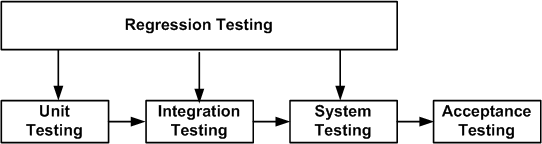 Regression Testing
Unit
Testing
Integration
Testing
System
Testing
Acceptance
Testing